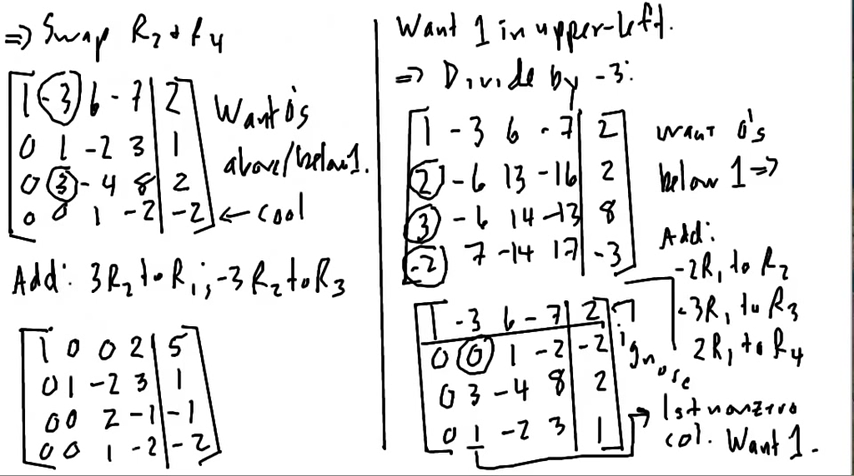 ⇒ Swap R₂ & R₄
1 -3 6 -7 | 2
0 1 -2 3 | 1
0 3 -4 8 | 2
0 0 1 -2 | -2
Want 0's
above/below 1.
← cool
Add: 3R₂ to R₁; -3R₂ to R₃
1 0 0 2 | 5
0 1 -2 3 | 1
0 0 2 -1 | -1
0 0 1 -2 | -2
Want 1 in upper-left.
⇒ Divide by -3:
1 -3 6 -7 | 2
2 -6 13 -16 | 2
3 -6 14 -13 | 8
-2 7 -14 17 | -3
want 0's
below 1 ⇒
Add:
-2R₁ to R₂
-3R₁ to R₃
2R₁ to R₄
1 -3 6 -7 | 2
0 0 1 -2 | -2
0 3 -4 8 | 2
0 1 -2 3 | 1
ignore
1st nonzero
col. Want 1.